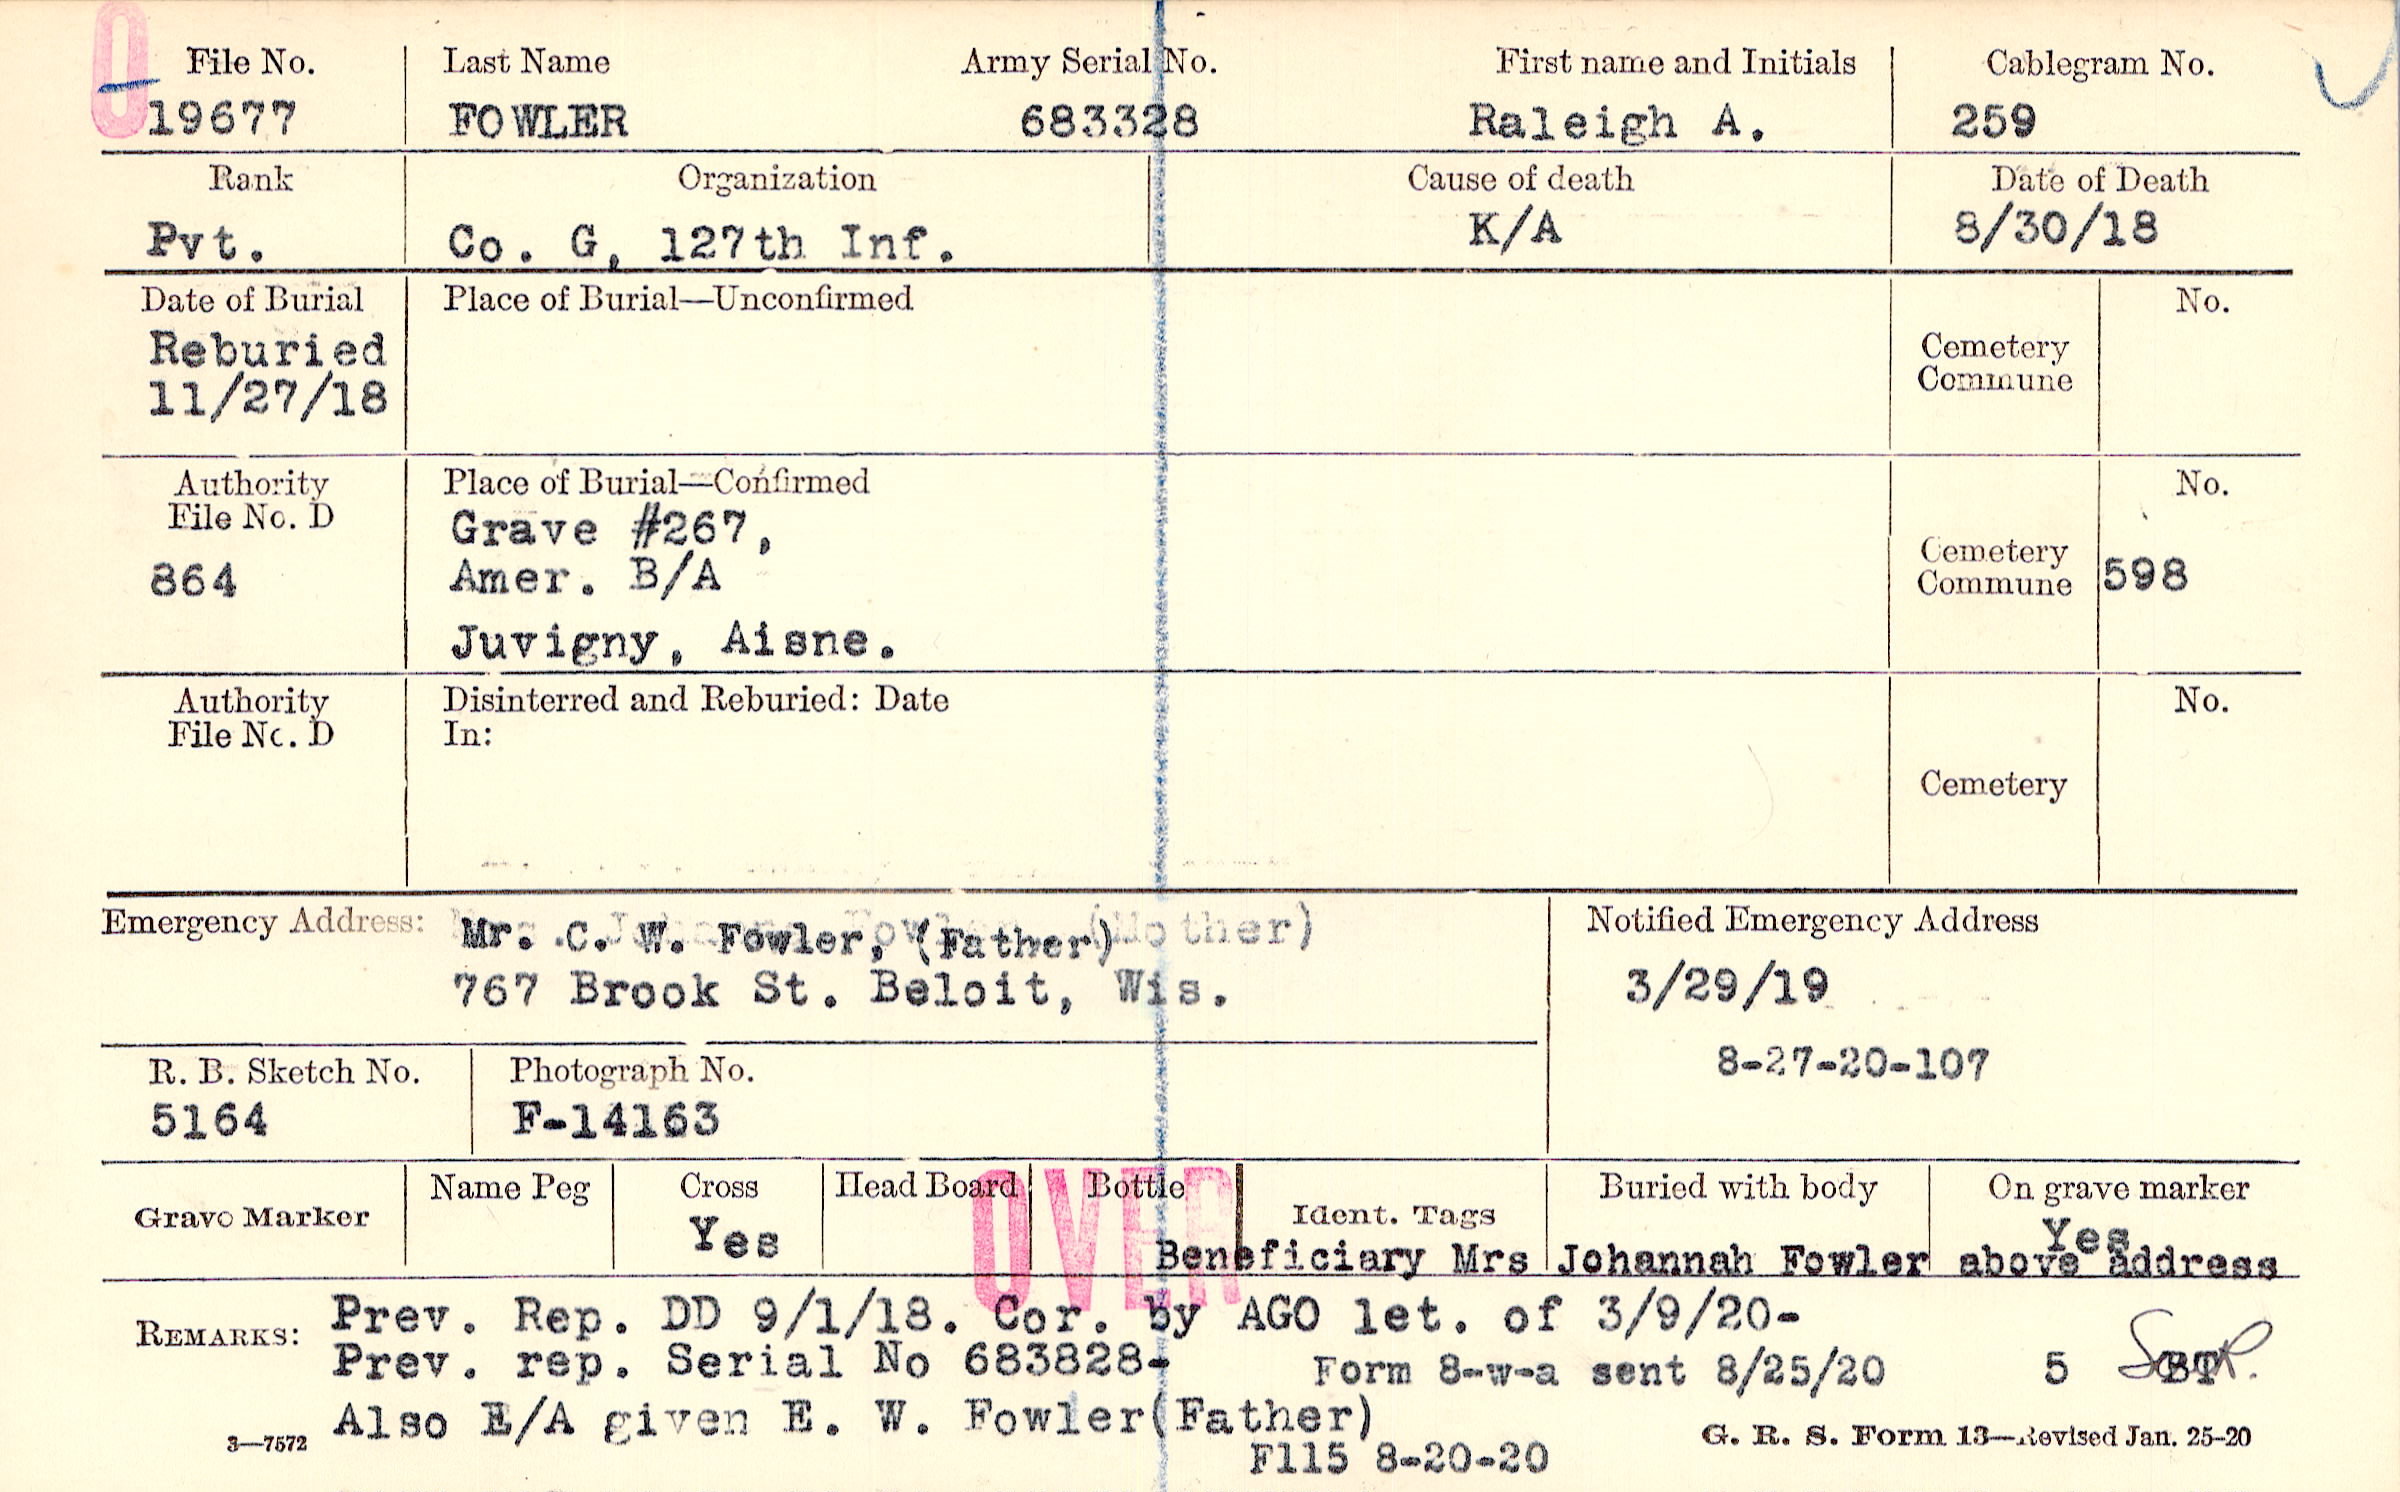 File No. Last Name Army Serial No. First name and Initials Cablegram No.
19677 FOWLER 683328 Raleigh A. 259
Rank Organization Cause of death Date of Death
Pvt. Co. G, 127th Inf. K/A 8/30/18
Date of Burial Place of Burial—Unconfirmed No.
Reburied
11/27/18
Cemetery
Commune
Authority Place of Burial—Confirmed No.
File No. D
Grave #267,
864 Amer. B/A
Juvigny, Aisne.
Cemetery
Commune 598
Authority Disinterred and Reburied: Date No.
File No. D In:
Cemetery
Emergency Address: Mr. C. W. Fowler, (Father)
767 Brook St. Beloit, Wis.
Notified Emergency Address
3/29/19
8-27-20-107
R. B. Sketch No. Photograph No.
5164 F-14163
Grave Marker Name Peg Cross Head Board Bottle Ident. Tags Buried with body On grave marker
Yes Yes
OVER
Beneficiary Mrs Johannah Fowler above address
REMARKS: Prev. Rep. DD 9/1/18. Cor. by AGO let. of 3/9/20-
Prev. rep. Serial No 683828- Form 8-w-a sent 8/25/20 5
Also E/A given E. W. Fowler(Father)
F115 8-20-20
3—7572 G. R. S. Form 13—Revised Jan. 25-20